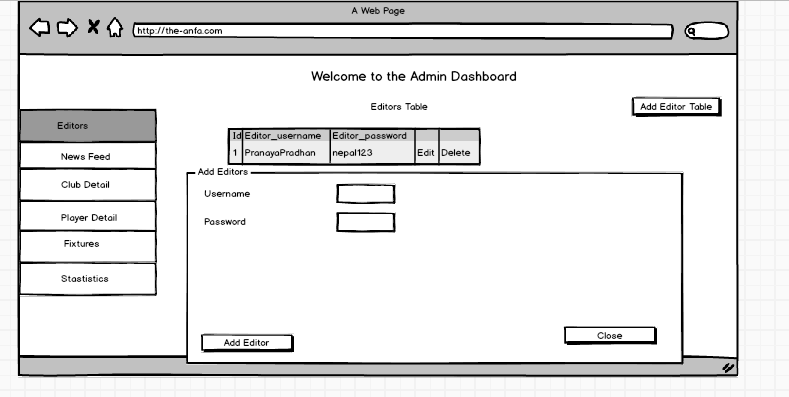 A Web Page
http://the-anfa.com
Welcome to the Admin Dashboard
Editors Table
Add Editor Table
Editors
News Feed
Club Detail
Player Detail
Fixtures
Stastistics
Id Editor_username Editor_password
1 PranayaPradhan nepal123 Edit Delete
Add Editors
Username
Password
Add Editor
Close